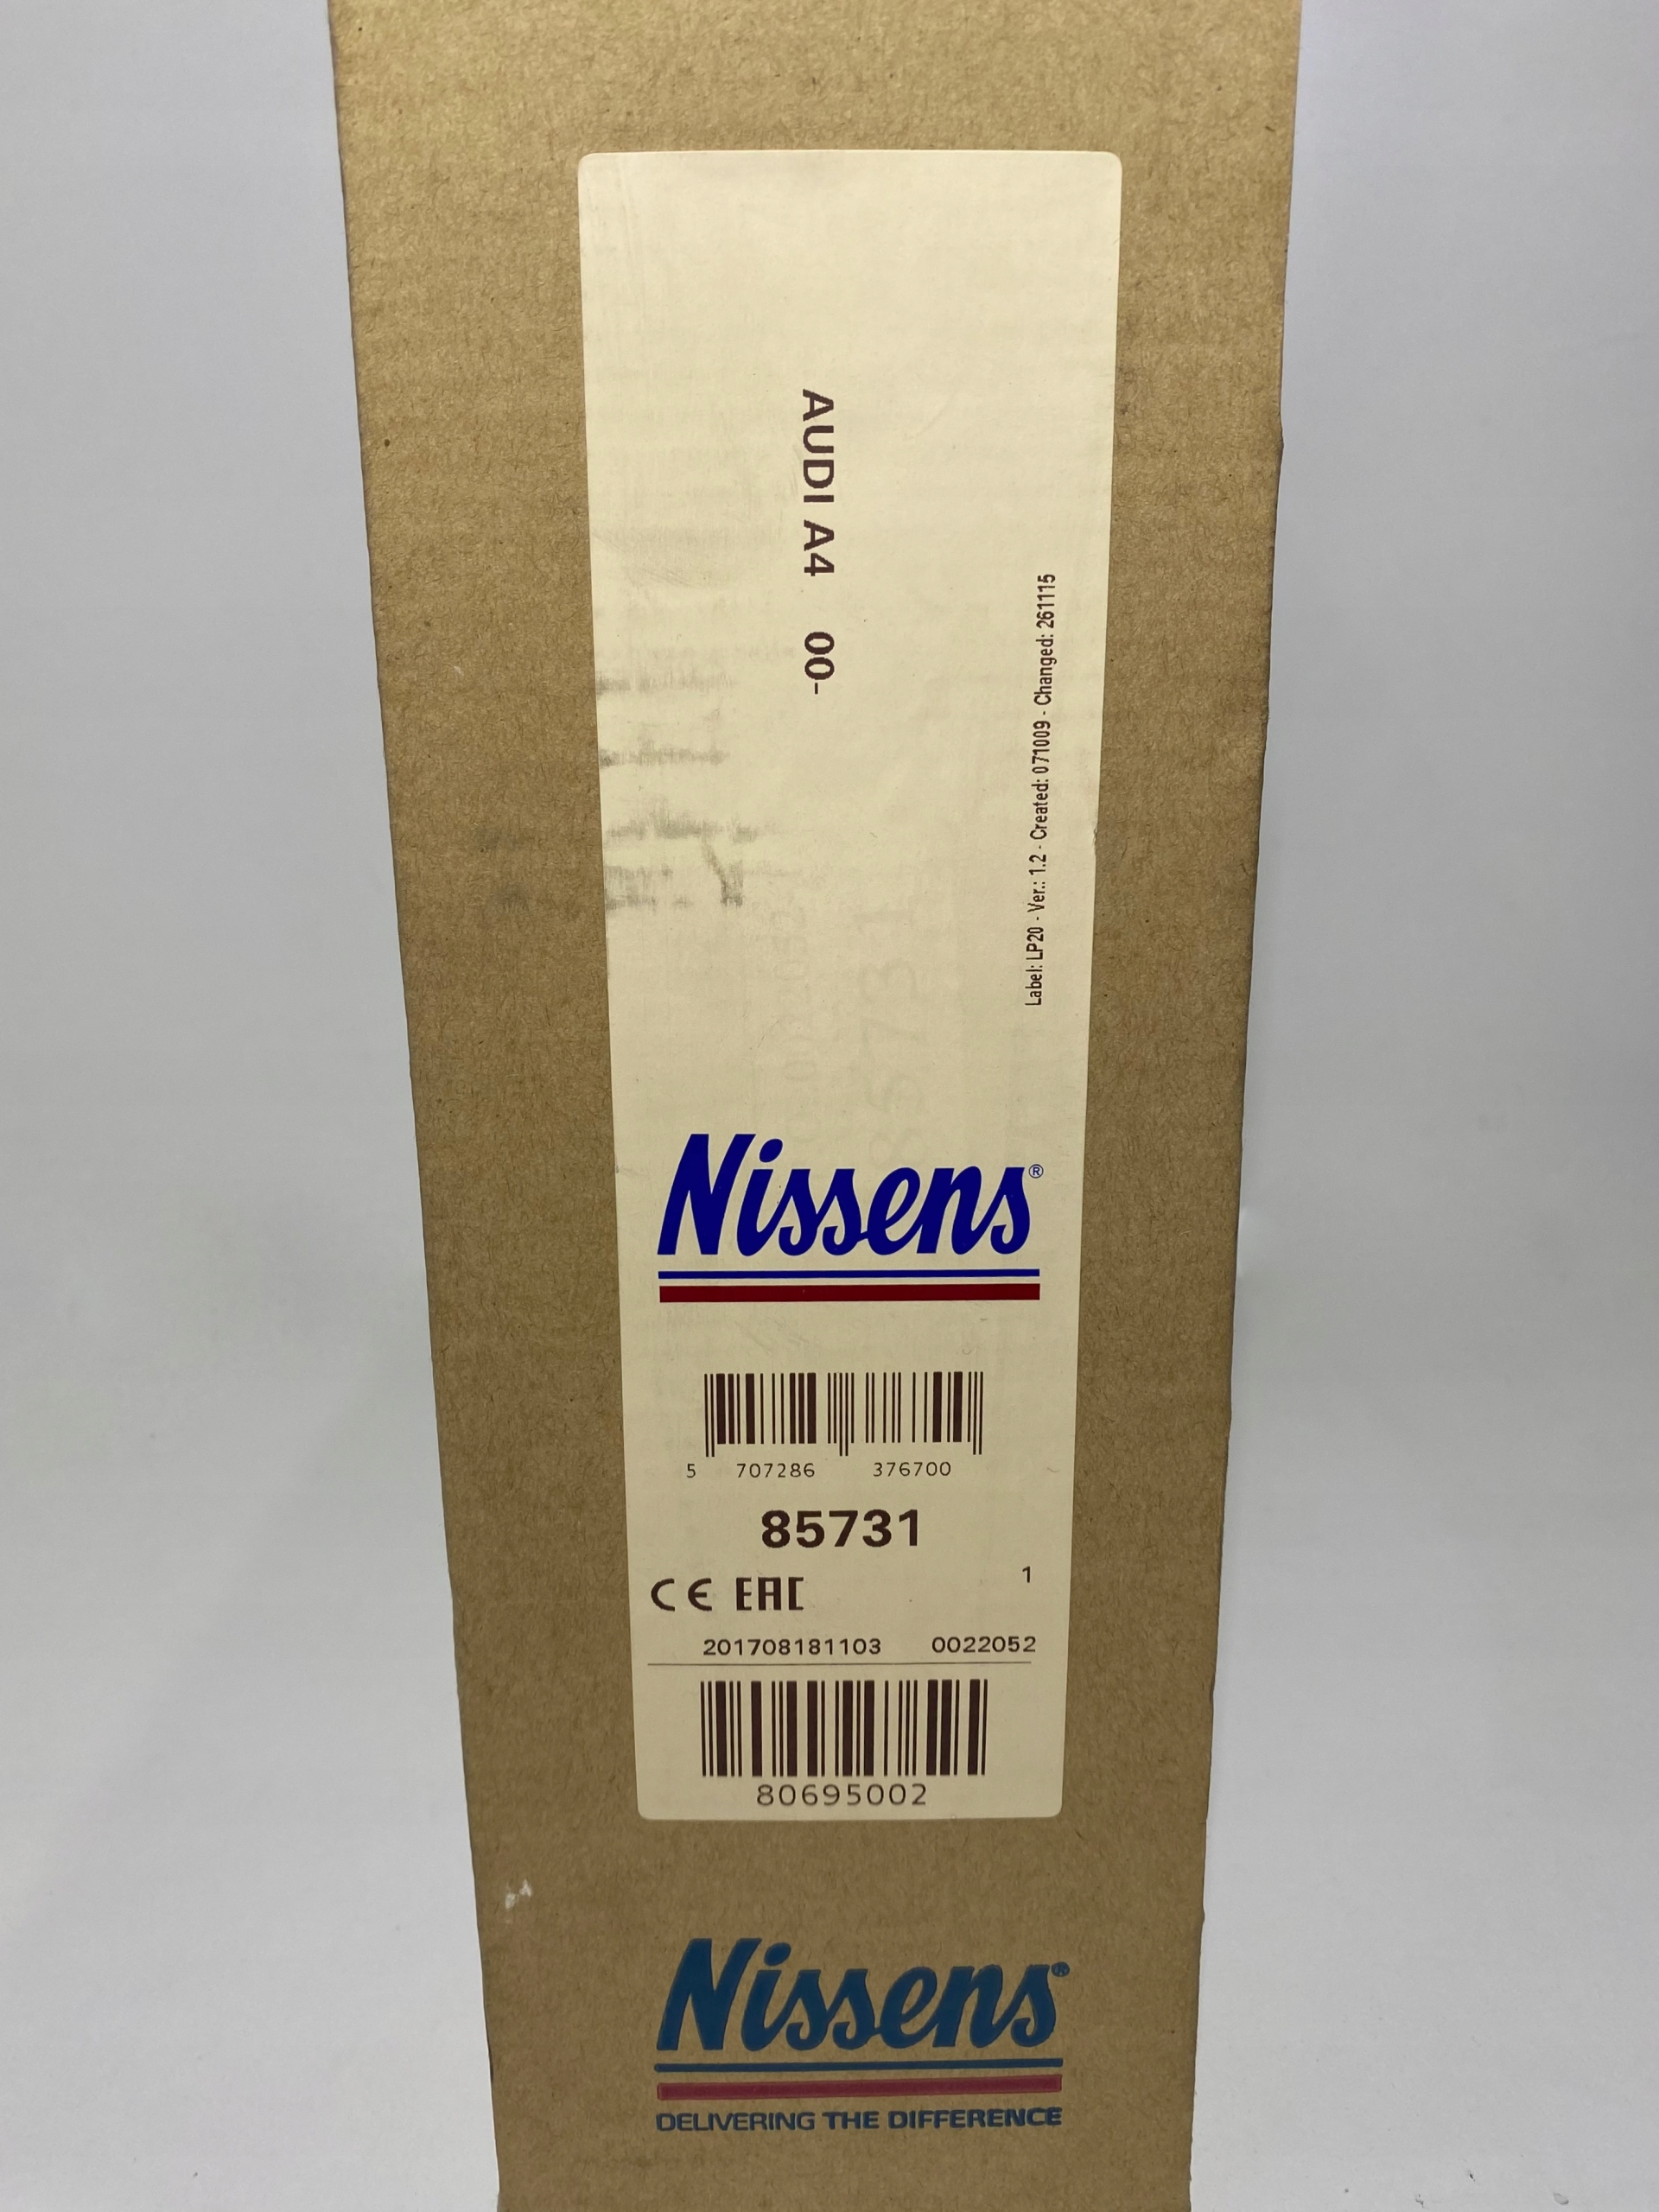 AUDI A4 00-
Label: LP20 - Ver.: 1.2 - Created: 071009 - Changed: 261115
Nissens®
5 707286 376700
85731
CE EAC
1
201708181103 0022052
80695002
Nissens®
DELIVERING THE DIFFERENCE